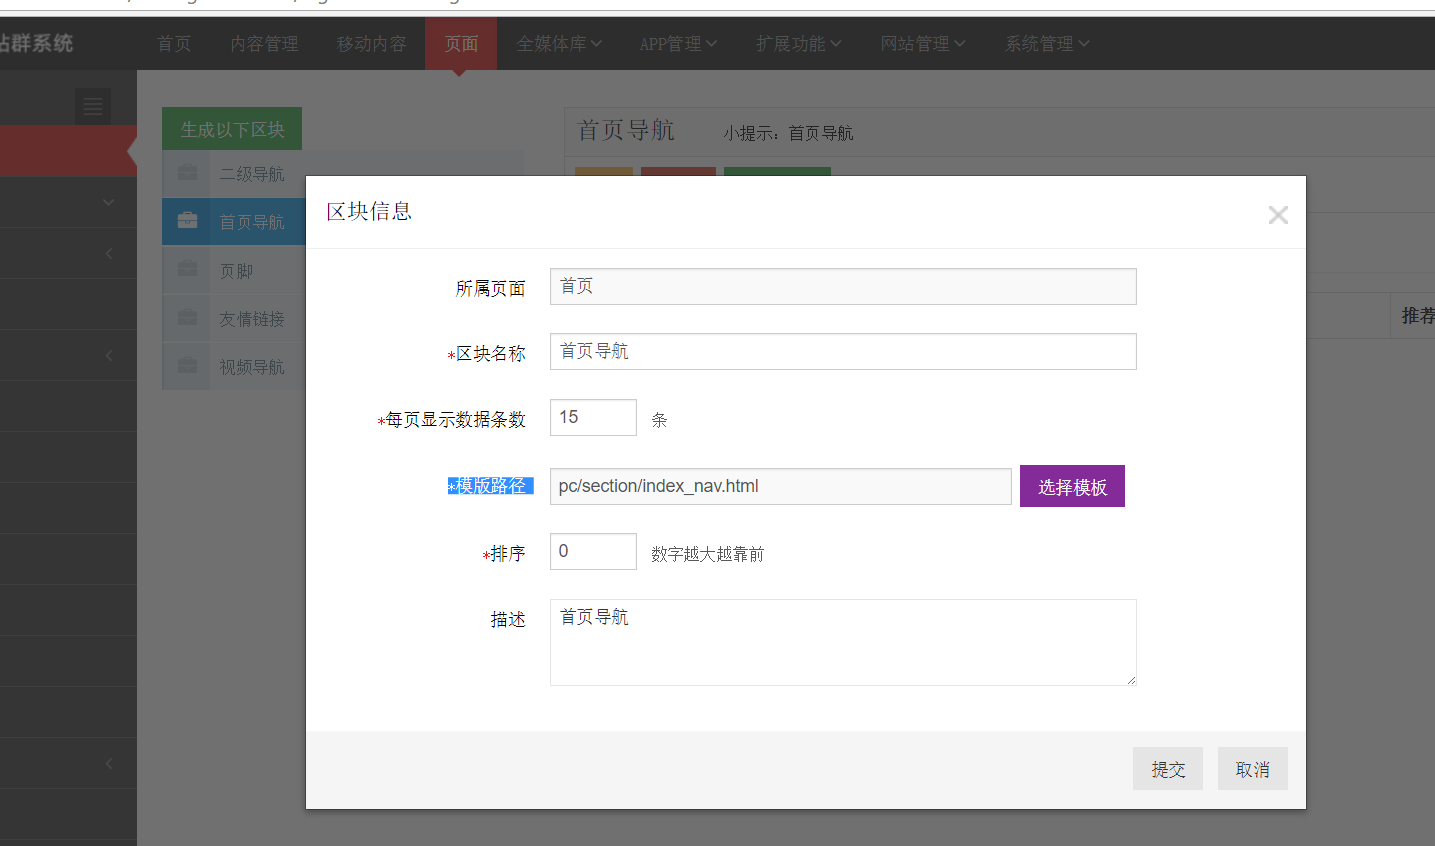 站群系统
首页 内容管理 移动内容 页面 全媒体库 APP管理 扩展功能 网站管理 系统管理
生成以下区块
首页导航 小提示：首页导航
二级导航
首页导航
页脚
友情链接
视频导航
推荐
区块信息
所属页面 首页
*区块名称 首页导航
*每页显示数据条数 15 条
*模版路径 pc/section/index_nav.html 选择模板
*排序 0 数字越大越靠前
描述 首页导航
提交 取消